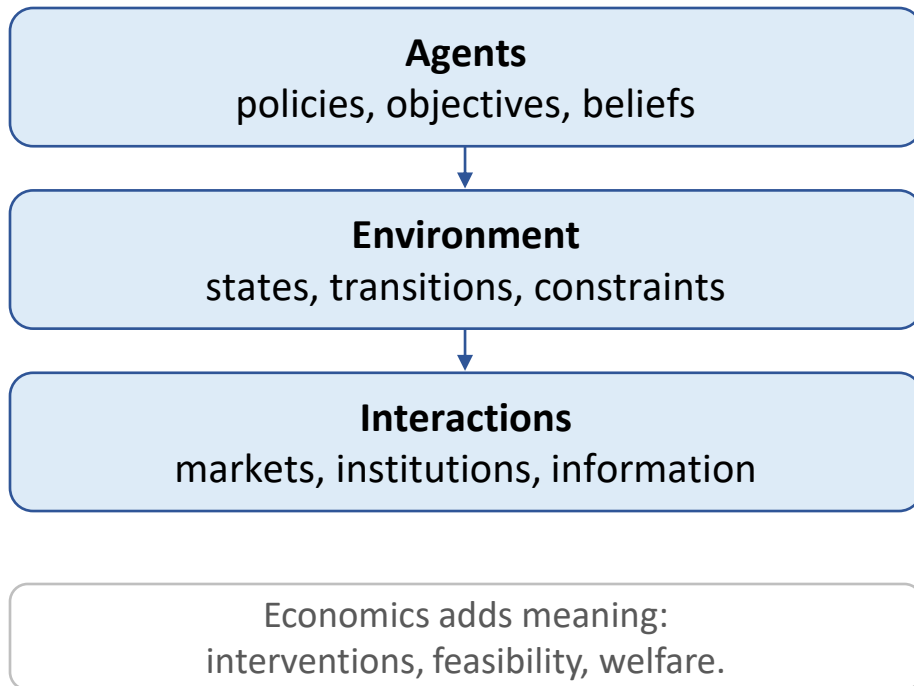 Agents
policies, objectives, beliefs
Environment
states, transitions, constraints
Interactions
markets, institutions, information
Economics adds meaning:
interventions, feasibility, welfare.